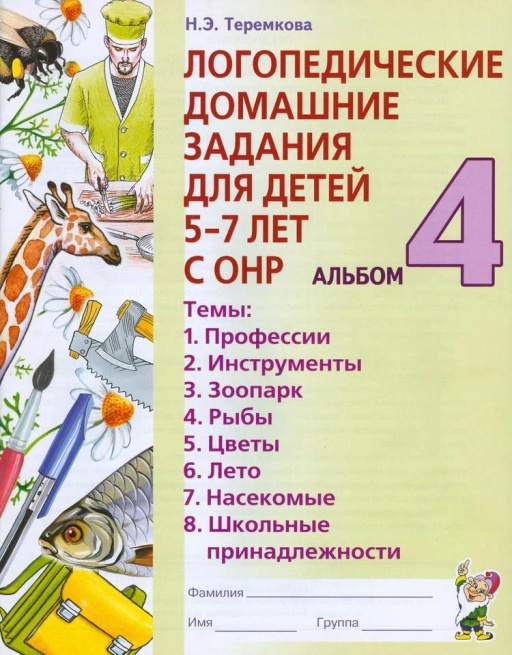 Н.Э. Теремкова
ЛОГОПЕДИЧЕСКИЕ
ДОМАШНИЕ
ЗАДАНИЯ
ДЛЯ ДЕТЕЙ
5-7 ЛЕТ
С ОНР АЛЬБОМ 4
Темы:
1. Профессии
2. Инструменты
3. Зоопарк
4. Рыбы
5. Цветы
6. Лето
7. Насекомые
8. Школьные
принадлежности
Фамилия
Имя Группа